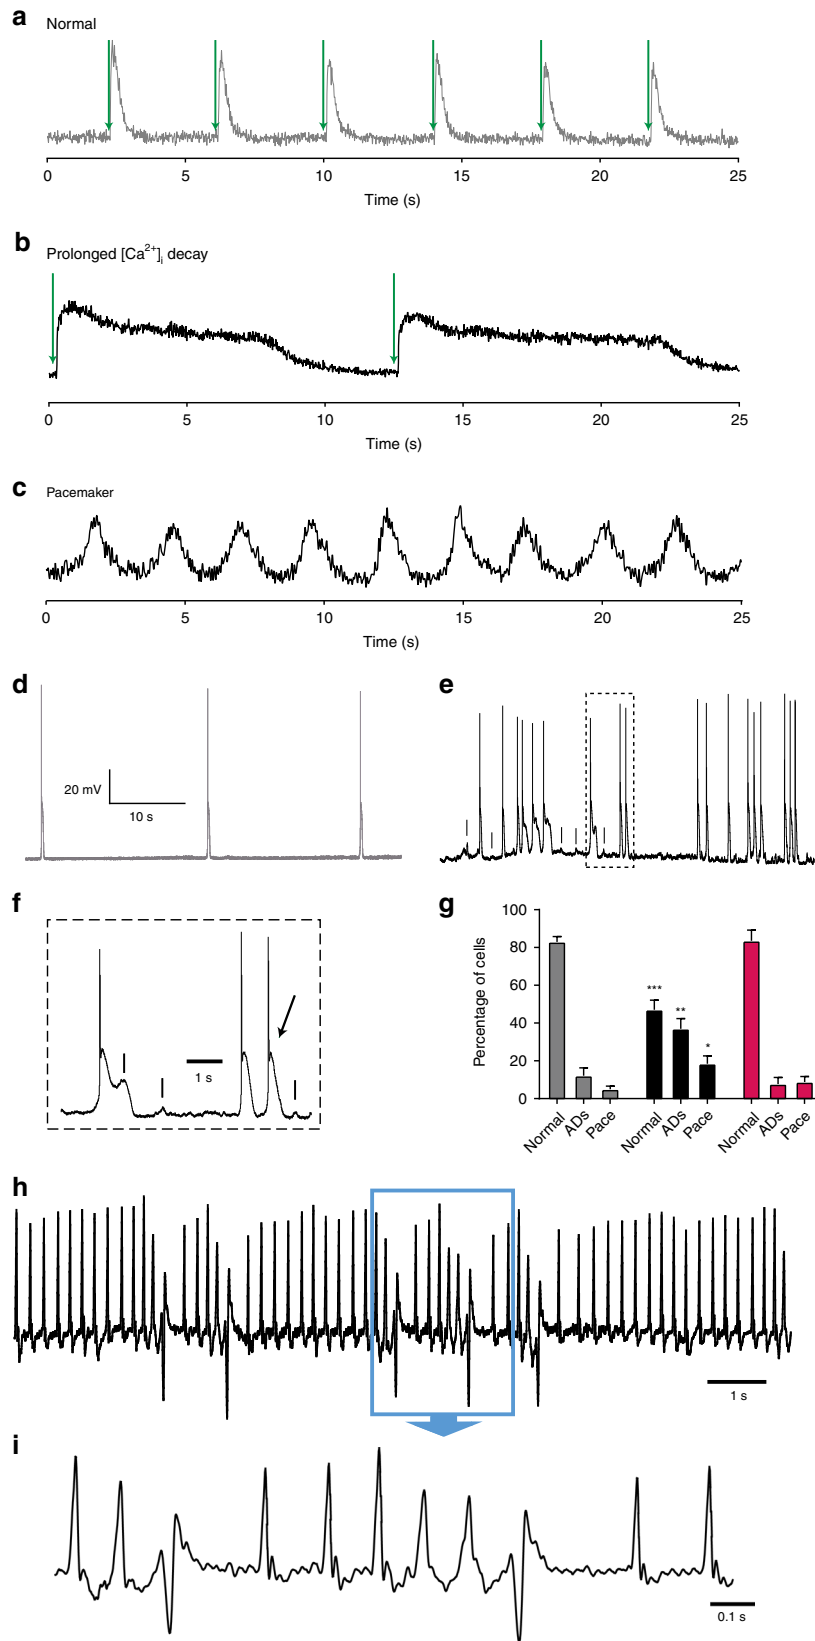 a
Normal
0 5 10 15 20 25
Time (s)
b
Prolonged [Ca²⁺]ᵢ decay
0 5 10 15 20 25
Time (s)
c
Pacemaker
0 5 10 15 20 25
Time (s)
d
20 mV
10 s
e
f
1 s
g
Percentage of cells
100
80
60
40
20
0
***
**
*
Normal ADs Pace Normal ADs Pace Normal ADs Pace
h
1 s
i
0.1 s